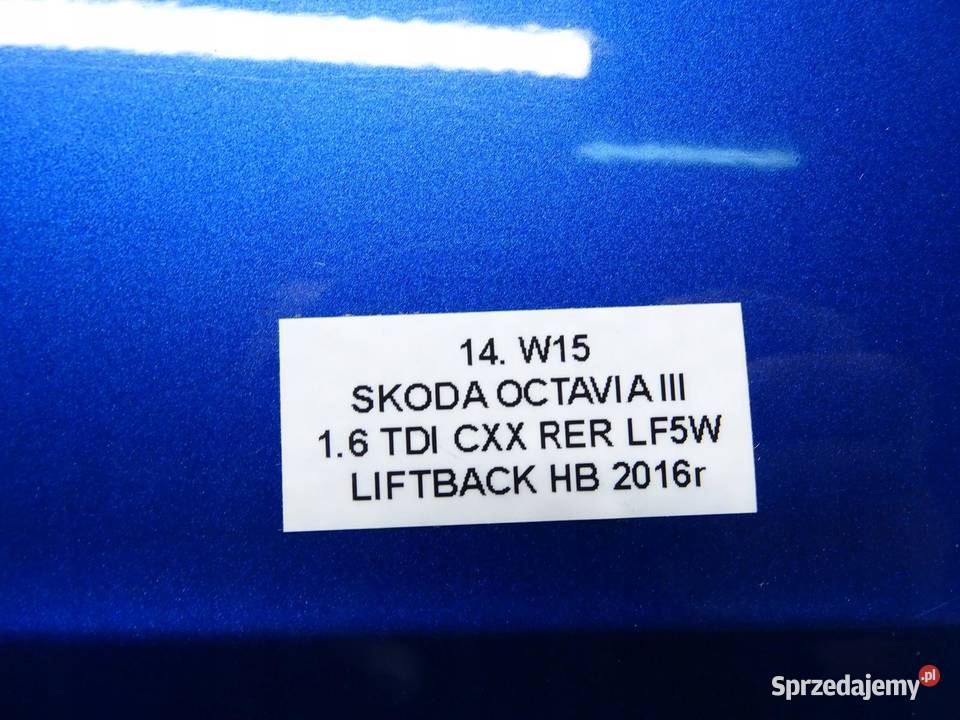 14. W15
SKODA OCTAVIA III
1.6 TDI CXX RER LF5W
LIFTBACK HB 2016r
Sprzedajemy.pl